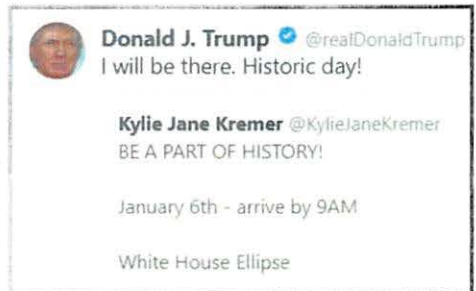 Donald J. Trump @realDonaldTrump
I will be there. Historic day!
Kylie Jane Kremer @KylieJaneKremer
BE A PART OF HISTORY!
January 6th - arrive by 9AM
White House Ellipse